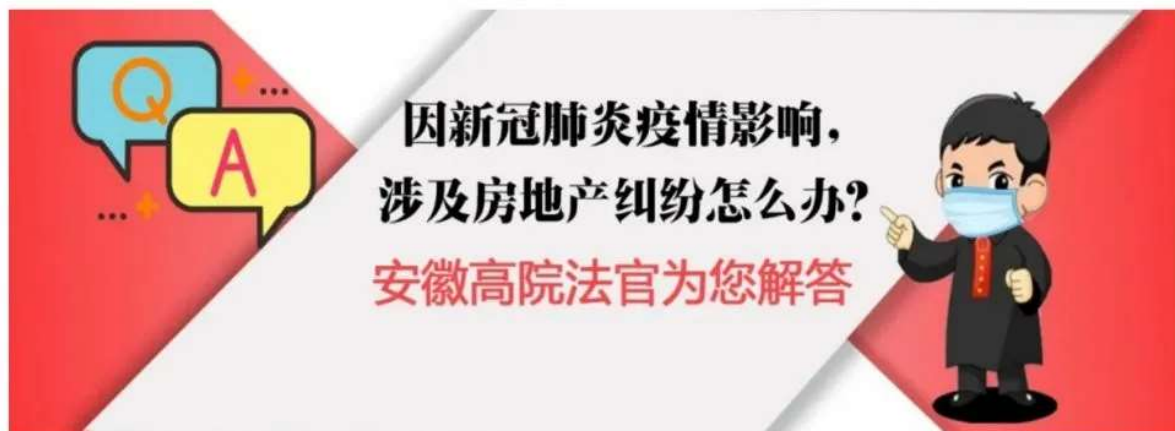 Q
A
因新冠肺炎疫情影响，
涉及房地产纠纷怎么办？
安徽高院法官为您解答